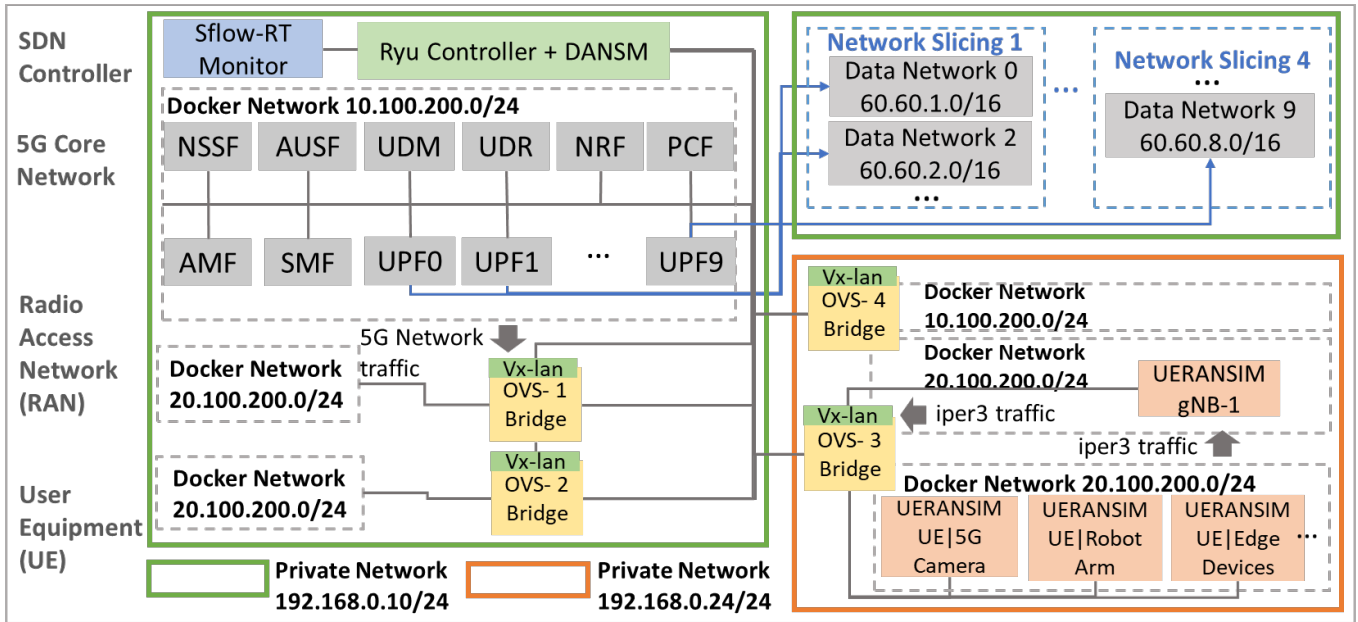 SDN
Controller
5G Core
Network
Radio
Access
Network
(RAN)
User
Equipment
(UE)
Sflow-RT
Monitor
Ryu Controller + DANSM
Docker Network 10.100.200.0/24
NSSF
AUSF
UDM
UDR
NRF
PCF
AMF
SMF
UPF0
UPF1
...
UPF9
5G Network
traffic
Docker Network
20.100.200.0/24
Vx-lan
OVS- 1
Bridge
Docker Network
20.100.200.0/24
Vx-lan
OVS- 2
Bridge
Network Slicing 1
Data Network 0
60.60.1.0/16
Data Network 2
60.60.2.0/16
...
...
Network Slicing 4
...
Data Network 9
60.60.8.0/16
Vx-lan
OVS- 4
Bridge
Docker Network
10.100.200.0/24
Docker Network
20.100.200.0/24
UERANSIM
gNB-1
Vx-lan
OVS- 3
Bridge
iper3 traffic
iper3 traffic
Docker Network 20.100.200.0/24
UERANSIM
UE|5G
Camera
UERANSIM
UE|Robot
Arm
UERANSIM
UE|Edge
Devices
...
Private Network
192.168.0.10/24
Private Network
192.168.0.24/24